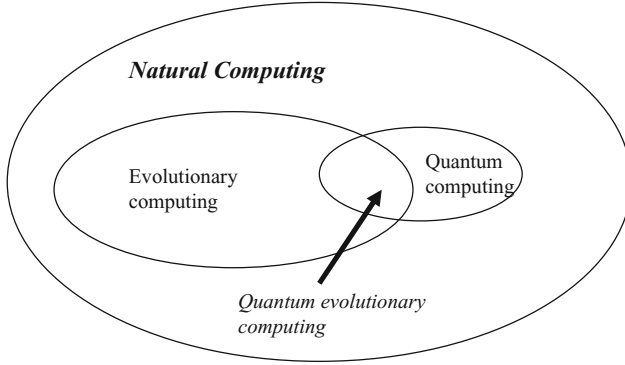 Natural Computing
Evolutionary
computing
Quantum
computing
Quantum evolutionary
computing